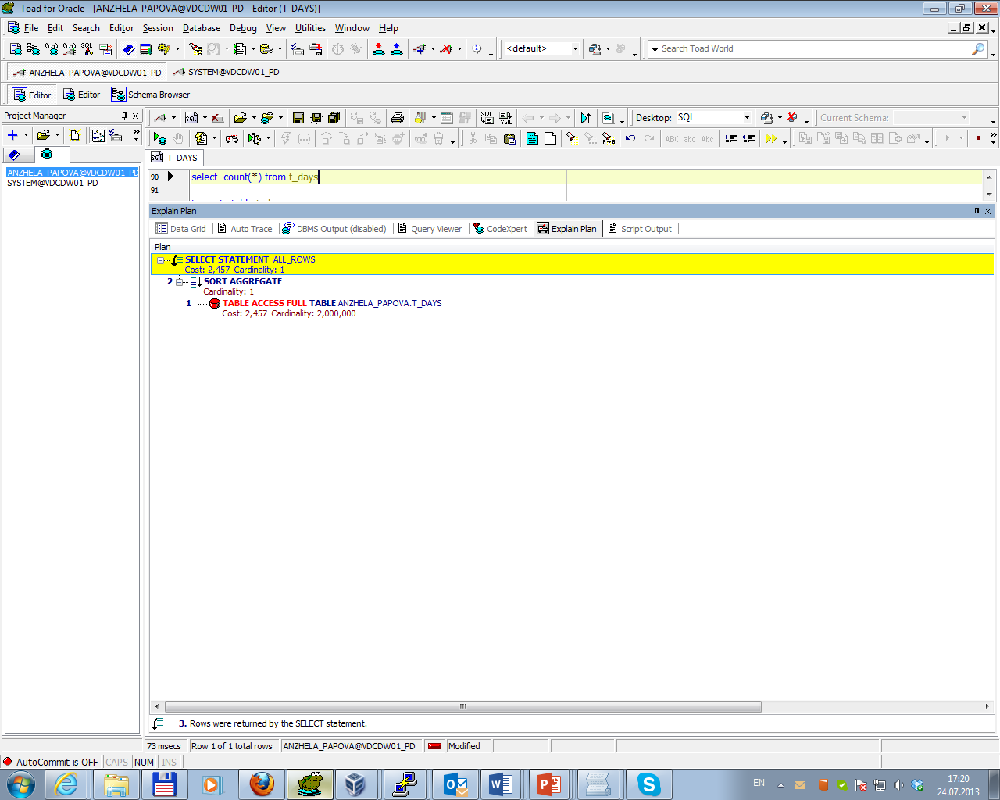 Toad for Oracle - [ANZHELA_PAPOVA@VDCDW01_PD - Editor (T_DAYS)]
File Edit Search Editor Session Database Debug View Utilities Window Help
<default> Search Toad World
ANZHELA_PAPOVA@VDCDW01_PD SYSTEM@VDCDW01_PD
Editor Editor Schema Browser
Project Manager
Desktop: SQL Current Schema:
ANZHELA_PAPOVA@VDCDW01_PD
SYSTEM@VDCDW01_PD
T_DAYS
90 select count(*) from t_days
91
Explain Plan
Data Grid Auto Trace DBMS Output (disabled) Query Viewer CodeXpert Explain Plan Script Output
Plan
SELECT STATEMENT ALL_ROWS
Cost: 2,457 Cardinality: 1
2 SORT AGGREGATE
Cardinality: 1
1 TABLE ACCESS FULL TABLE ANZHELA_PAPOVA.T_DAYS
Cost: 2,457 Cardinality: 2,000,000
3. Rows were returned by the SELECT statement.
73 msecs Row 1 of 1 total rows ANZHELA_PAPOVA@VDCDW01_PD Modified
AutoCommit is OFF CAPS NUM INS
EN 17:20
24.07.2013